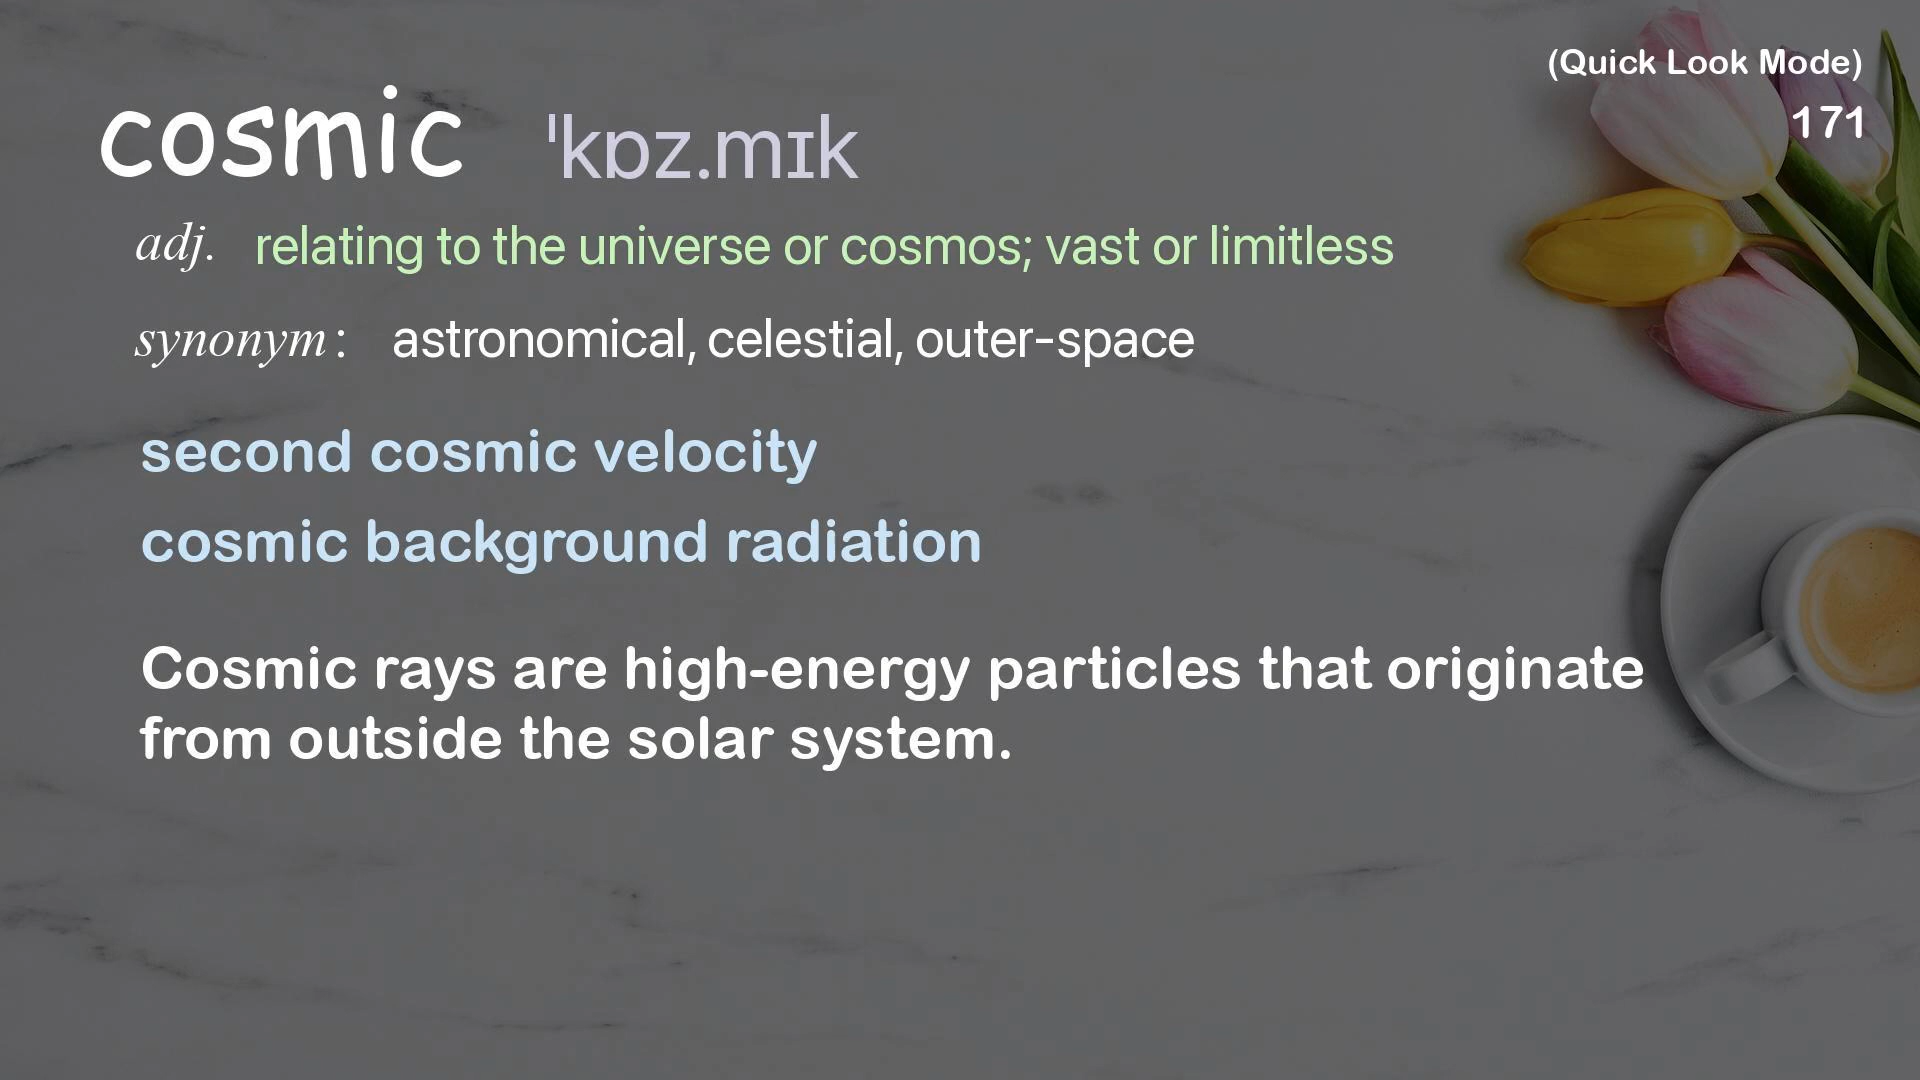 (Quick Look Mode)
171
cosmic ˈkɒz.mɪk
adj. relating to the universe or cosmos; vast or limitless
synonym : astronomical, celestial, outer-space
second cosmic velocity
cosmic background radiation
Cosmic rays are high-energy particles that originate
from outside the solar system.